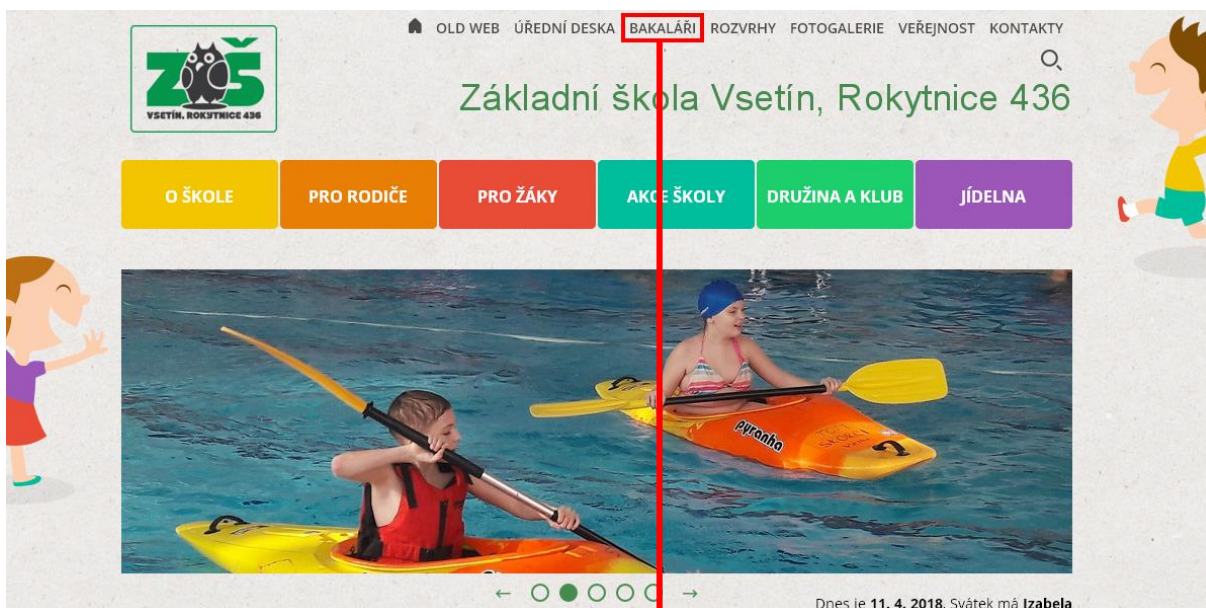 OLD WEB ÚŘEDNÍ DESKA BAKALÁŘI ROZVRHY FOTOGALERIE VEŘEJNOST KONTAKTY
ZŠ
VSETÍN, ROKYTNICE 436
Základní škola Vsetín, Rokytnice 436
O ŠKOLE PRO RODIČE PRO ŽÁKY AKCE ŠKOLY DRUŽINA A KLUB JÍDELNA
pyranha
Dnes je 11. 4. 2018. Svátek má Izabela